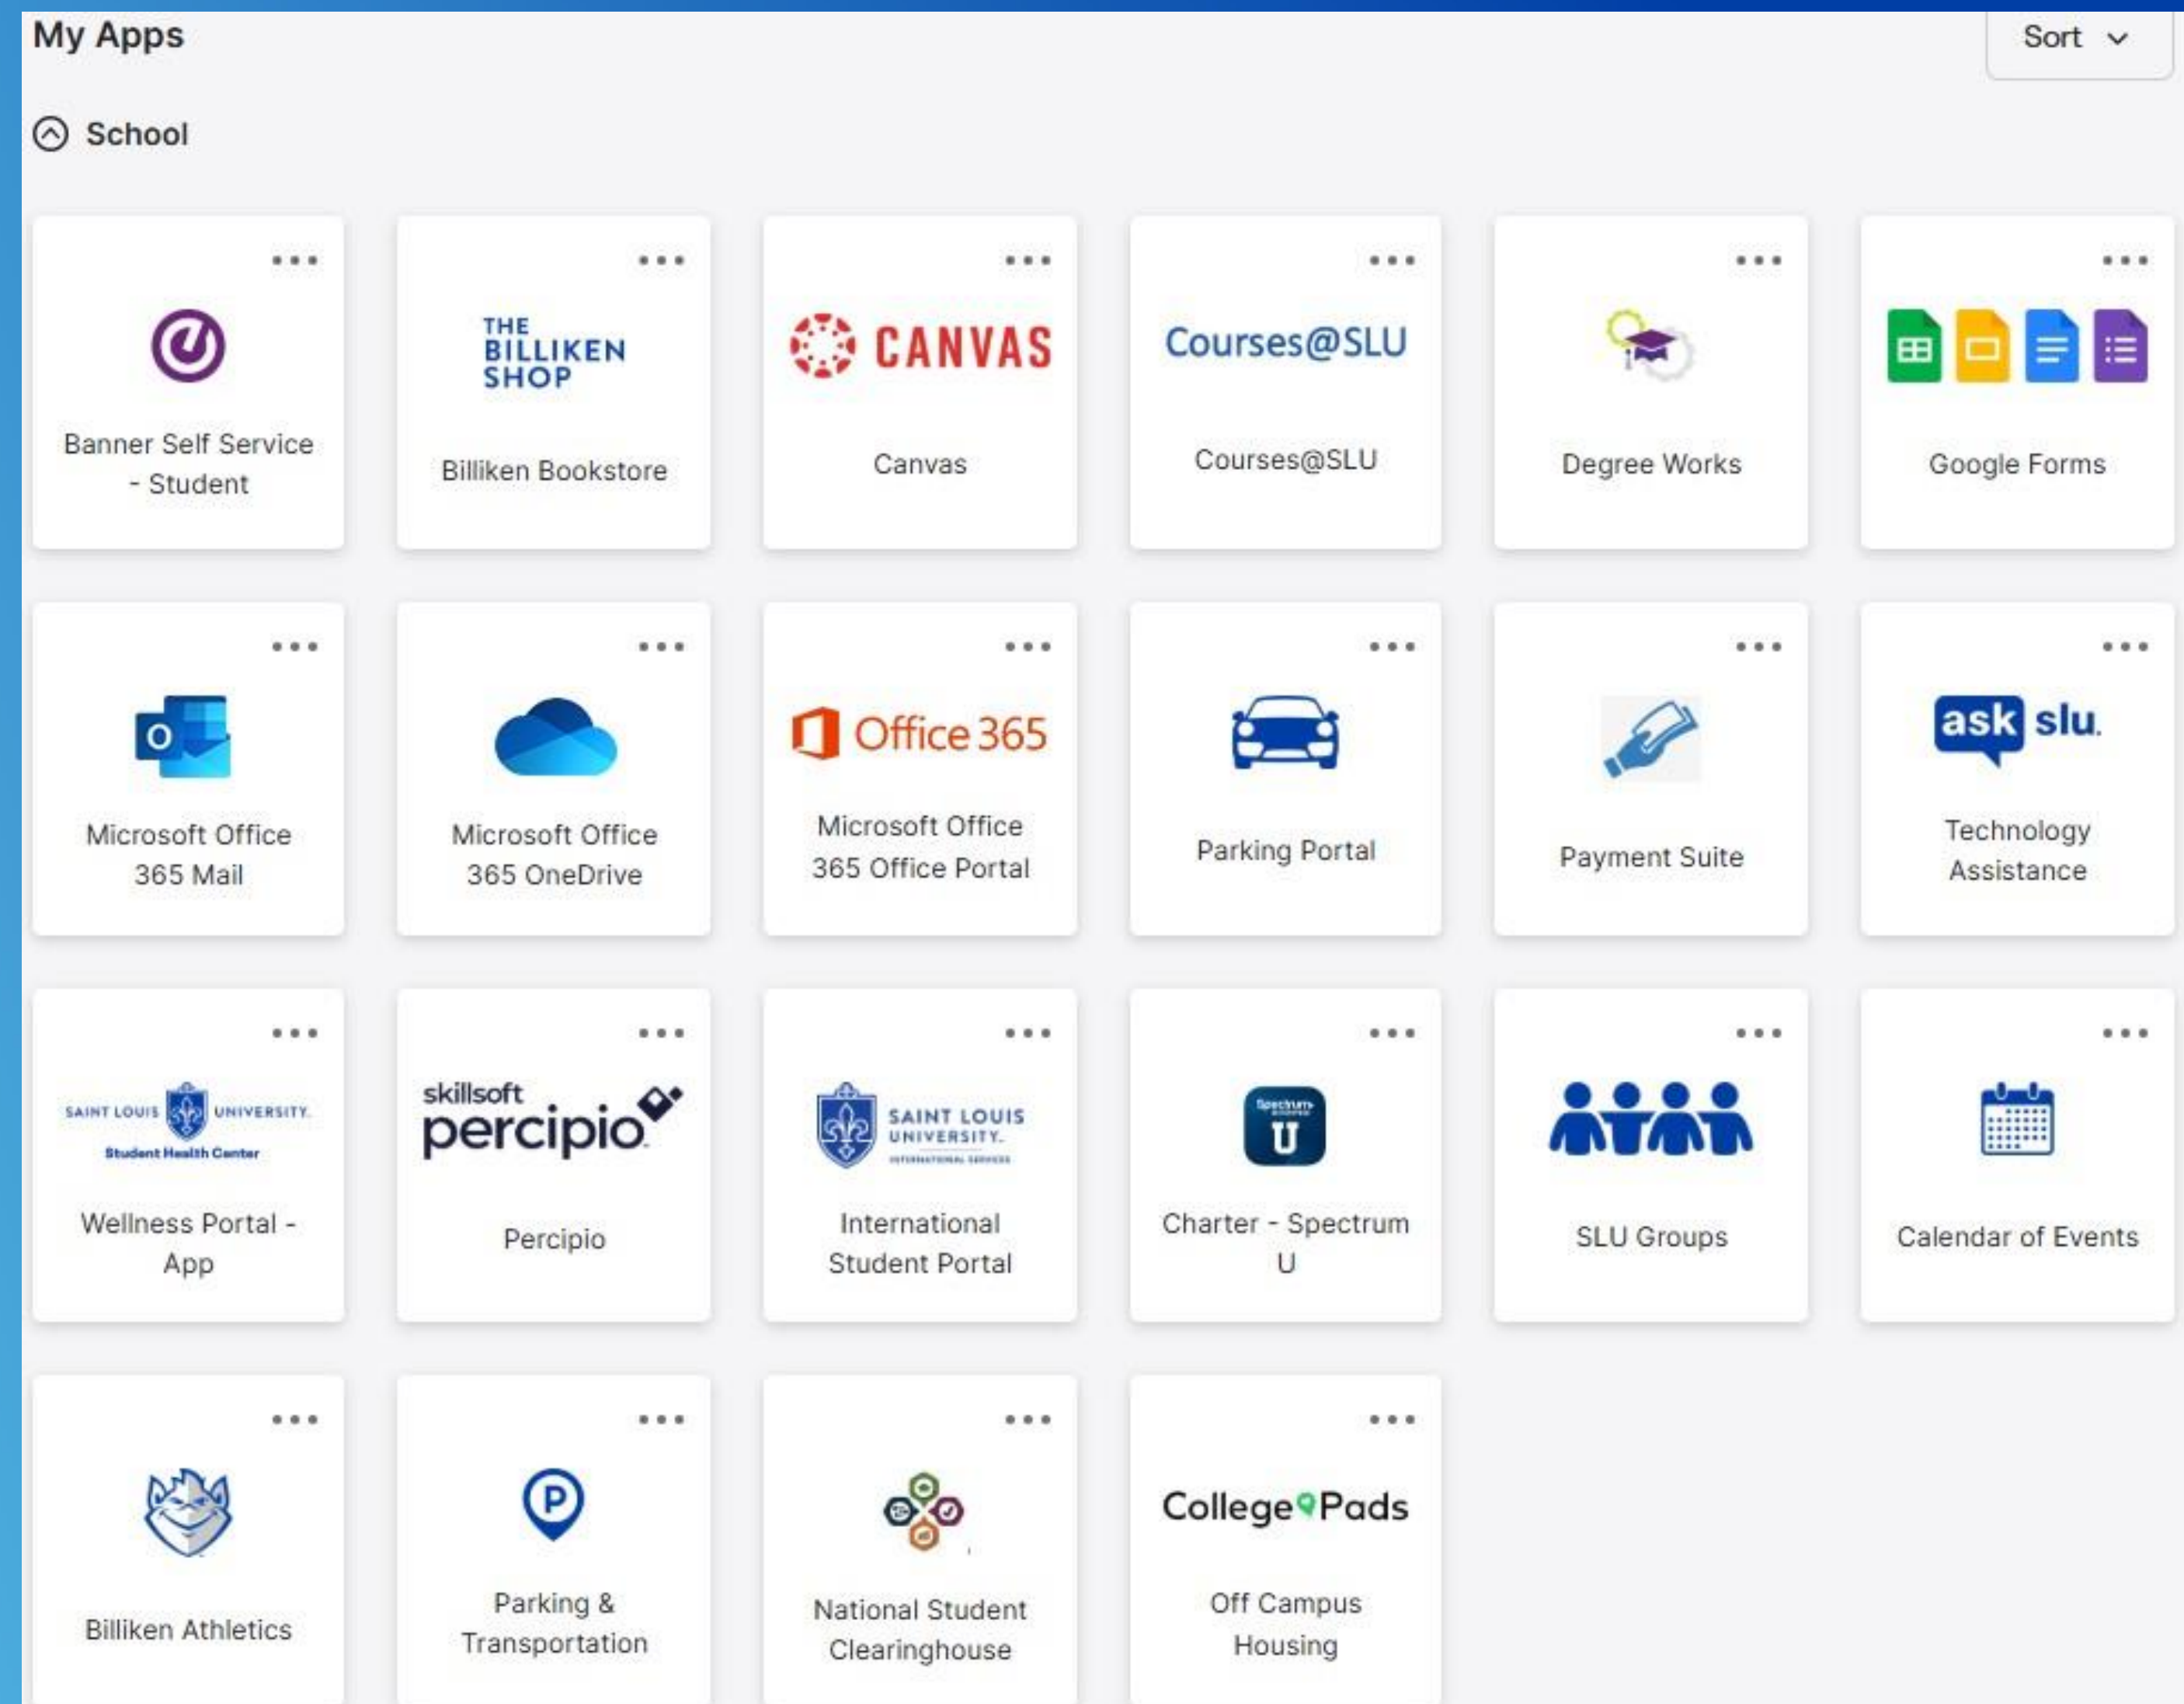 My Apps
Sort
School
THE
BILLIKEN
SHOP
CANVAS
Courses@SLU
Banner Self Service
- Student
Billiken Bookstore
Canvas
Courses@SLU
Degree Works
Google Forms
O
Office 365
ask slu.
Microsoft Office
365 Mail
Microsoft Office
365 OneDrive
Microsoft Office
365 Office Portal
Parking Portal
Payment Suite
Technology
Assistance
SAINT LOUIS UNIVERSITY.
Student Health Center
skillsoft
percipio
SAINT LOUIS
UNIVERSITY.
INTERNATIONAL SERVICES
Spectrum
U
Wellness Portal -
App
Percipio
International
Student Portal
Charter - Spectrum
U
SLU Groups
Calendar of Events
P
College Pads
Billiken Athletics
Parking &
Transportation
National Student
Clearinghouse
Off Campus
Housing